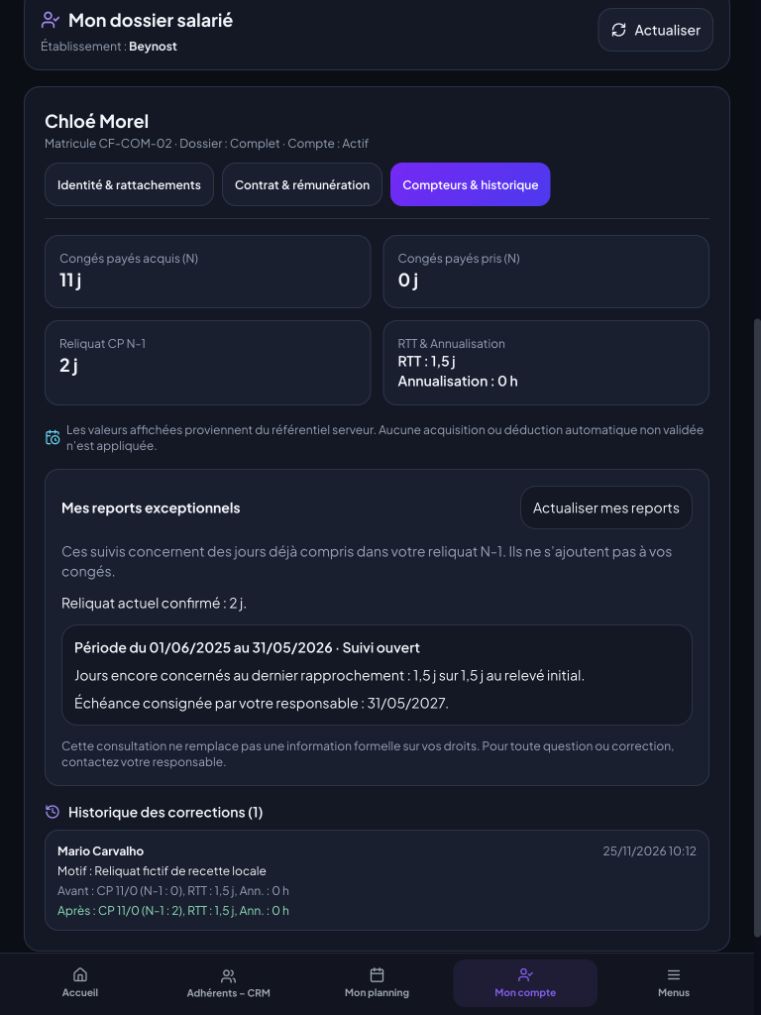 Mon dossier salarié
Établissement : Beynost
Actualiser
Chloé Morel
Matricule CF-COM-02 · Dossier : Complet · Compte : Actif
Identité & rattachements
Contrat & rémunération
Compteurs & historique
Congés payés acquis (N)
11 j
Congés payés pris (N)
0 j
Reliquat CP N-1
2 j
RTT & Annualisation
RTT : 1,5 j
Annualisation : 0 h
Les valeurs affichées proviennent du référentiel serveur. Aucune acquisition ou déduction automatique non validée
n'est appliquée.
Mes reports exceptionnels
Actualiser mes reports
Ces suivis concernent des jours déjà compris dans votre reliquat N-1. Ils ne s'ajoutent pas à vos
congés.
Reliquat actuel confirmé : 2 j.
Période du 01/06/2025 au 31/05/2026 · Suivi ouvert
Jours encore concernés au dernier rapprochement : 1,5 j sur 1,5 j au relevé initial.
Échéance consignée par votre responsable : 31/05/2027.
Cette consultation ne remplace pas une information formelle sur vos droits. Pour toute question ou correction,
contactez votre responsable.
Historique des corrections (1)
Mario Carvalho
25/11/2026 10:12
Motif : Reliquat fictif de recette locale
Avant : CP 11/0 (N-1 : 0), RTT : 1,5 j, Ann. : 0 h
Après : CP 11/0 (N-1 : 2), RTT : 1,5 j, Ann. : 0 h
Accueil
Adhérents – CRM
Mon planning
Mon compte
Menus